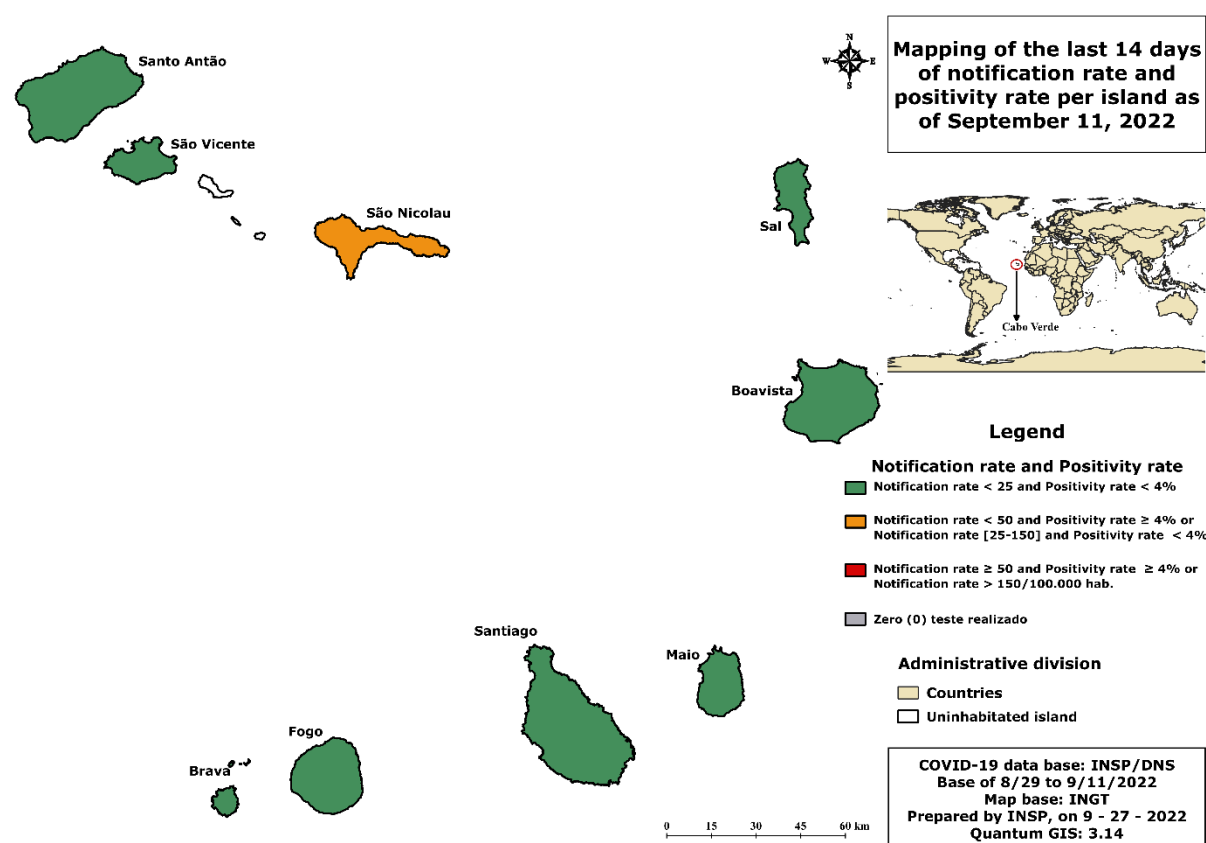 Santo Antão
São Vicente
São Nicolau
Sal
Boavista
Santiago
Maio
Fogo
Brava
N
W
E
S
Mapping of the last 14 days
of notification rate and
positivity rate per island as
of September 11, 2022
Cabo Verde
Legend
Notification rate and Positivity rate
Notification rate < 25 and Positivity rate < 4%
Notification rate < 50 and Positivity rate ≥ 4% or
Notification rate [25-150] and Positivity rate < 4%
Notification rate ≥ 50 and Positivity rate ≥ 4% or
Notification rate > 150/100.000 hab.
Zero (0) teste realizado
Administrative division
Countries
Uninhabitated island
0 15 30 45 60 km
COVID-19 data base: INSP/DNS
Base of 8/29 to 9/11/2022
Map base: INGT
Prepared by INSP, on 9 - 27 - 2022
Quantum GIS: 3.14